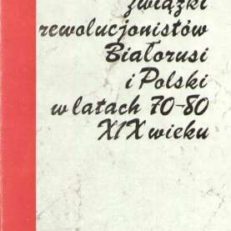 związki
rewolucjonistów
Białorusi
i Polski
w latach 70-80
XIX wieku